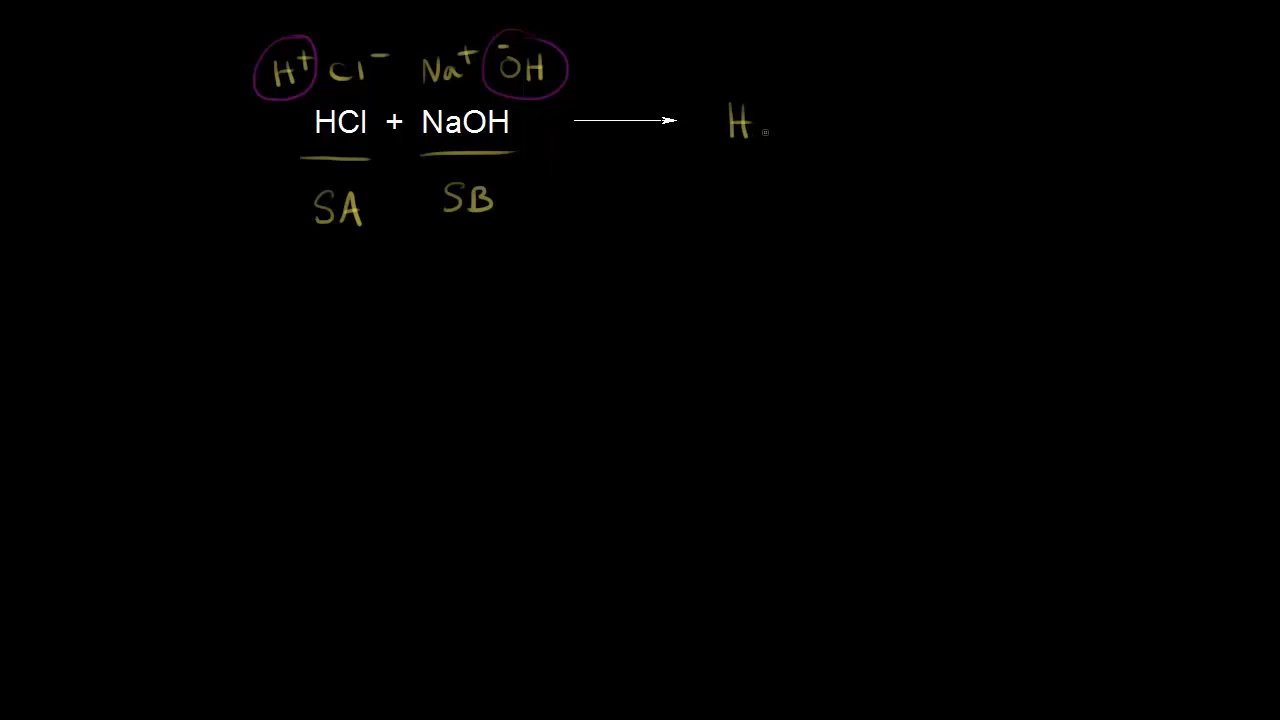 H⁺ Cl⁻ Na⁺ ⁻OH
HCl + NaOH ⟶ H
SA SB